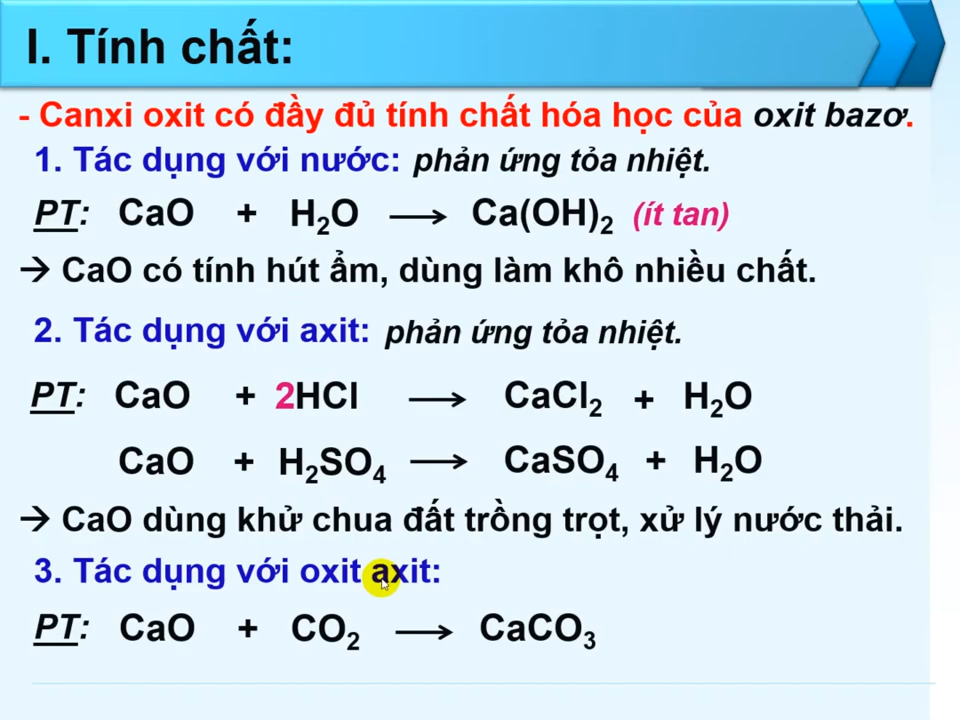 I. Tính chất:
- Canxi oxit có đầy đủ tính chất hóa học của oxit bazơ.
1. Tác dụng với nước: phản ứng tỏa nhiệt.
PT: CaO + H₂O → Ca(OH)₂ (ít tan)
→ CaO có tính hút ẩm, dùng làm khô nhiều chất.
2. Tác dụng với axit: phản ứng tỏa nhiệt.
PT: CaO + 2HCl → CaCl₂ + H₂O
CaO + H₂SO₄ → CaSO₄ + H₂O
→ CaO dùng khử chua đất trồng trọt, xử lý nước thải.
3. Tác dụng với oxit axit:
PT: CaO + CO₂ → CaCO₃